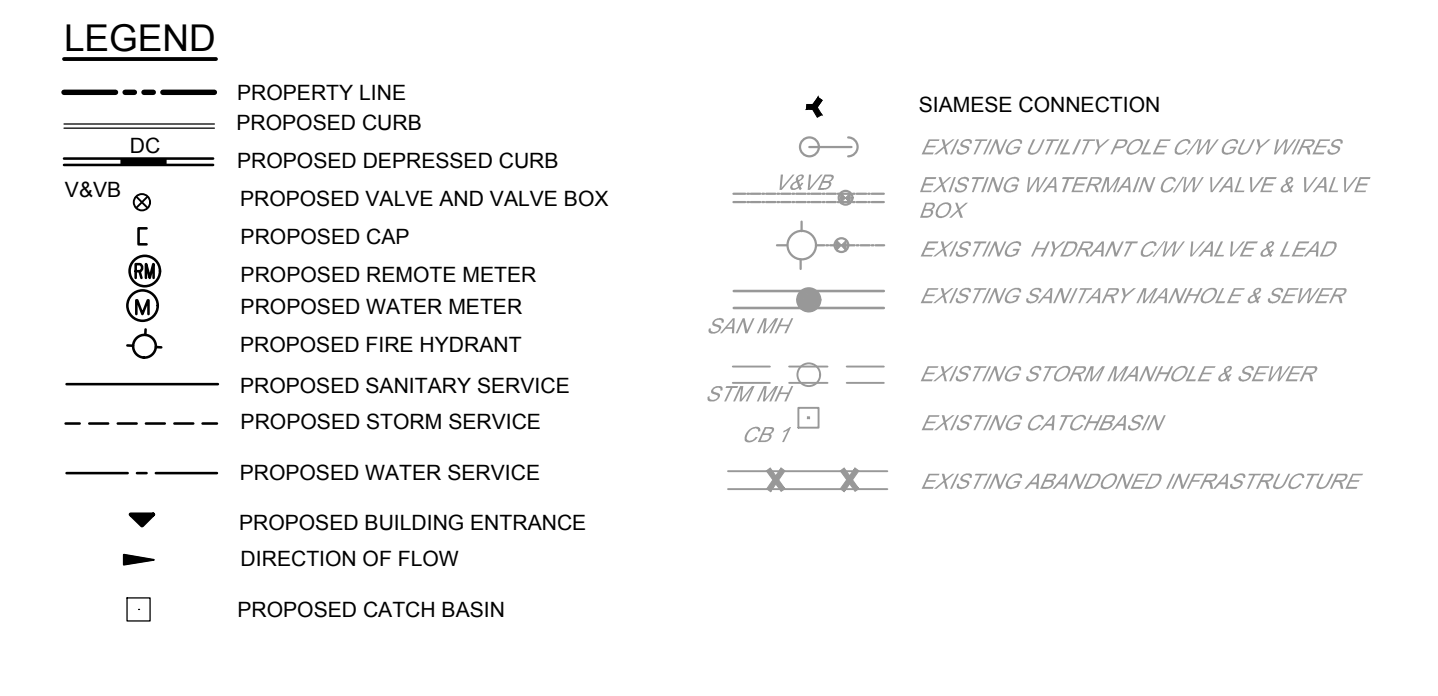 LEGEND
PROPERTY LINE
PROPOSED CURB
DC
PROPOSED DEPRESSED CURB
V&VB
PROPOSED VALVE AND VALVE BOX
PROPOSED CAP
RM
PROPOSED REMOTE METER
M
PROPOSED WATER METER
PROPOSED FIRE HYDRANT
PROPOSED SANITARY SERVICE
PROPOSED STORM SERVICE
PROPOSED WATER SERVICE
PROPOSED BUILDING ENTRANCE
DIRECTION OF FLOW
PROPOSED CATCH BASIN
SIAMESE CONNECTION
EXISTING UTILITY POLE C/W GUY WIRES
V&VB
EXISTING WATERMAIN C/W VALVE & VALVE
BOX
EXISTING HYDRANT C/W VALVE & LEAD
EXISTING SANITARY MANHOLE & SEWER
SAN MH
EXISTING STORM MANHOLE & SEWER
STM MH
CB 1
EXISTING CATCHBASIN
EXISTING ABANDONED INFRASTRUCTURE